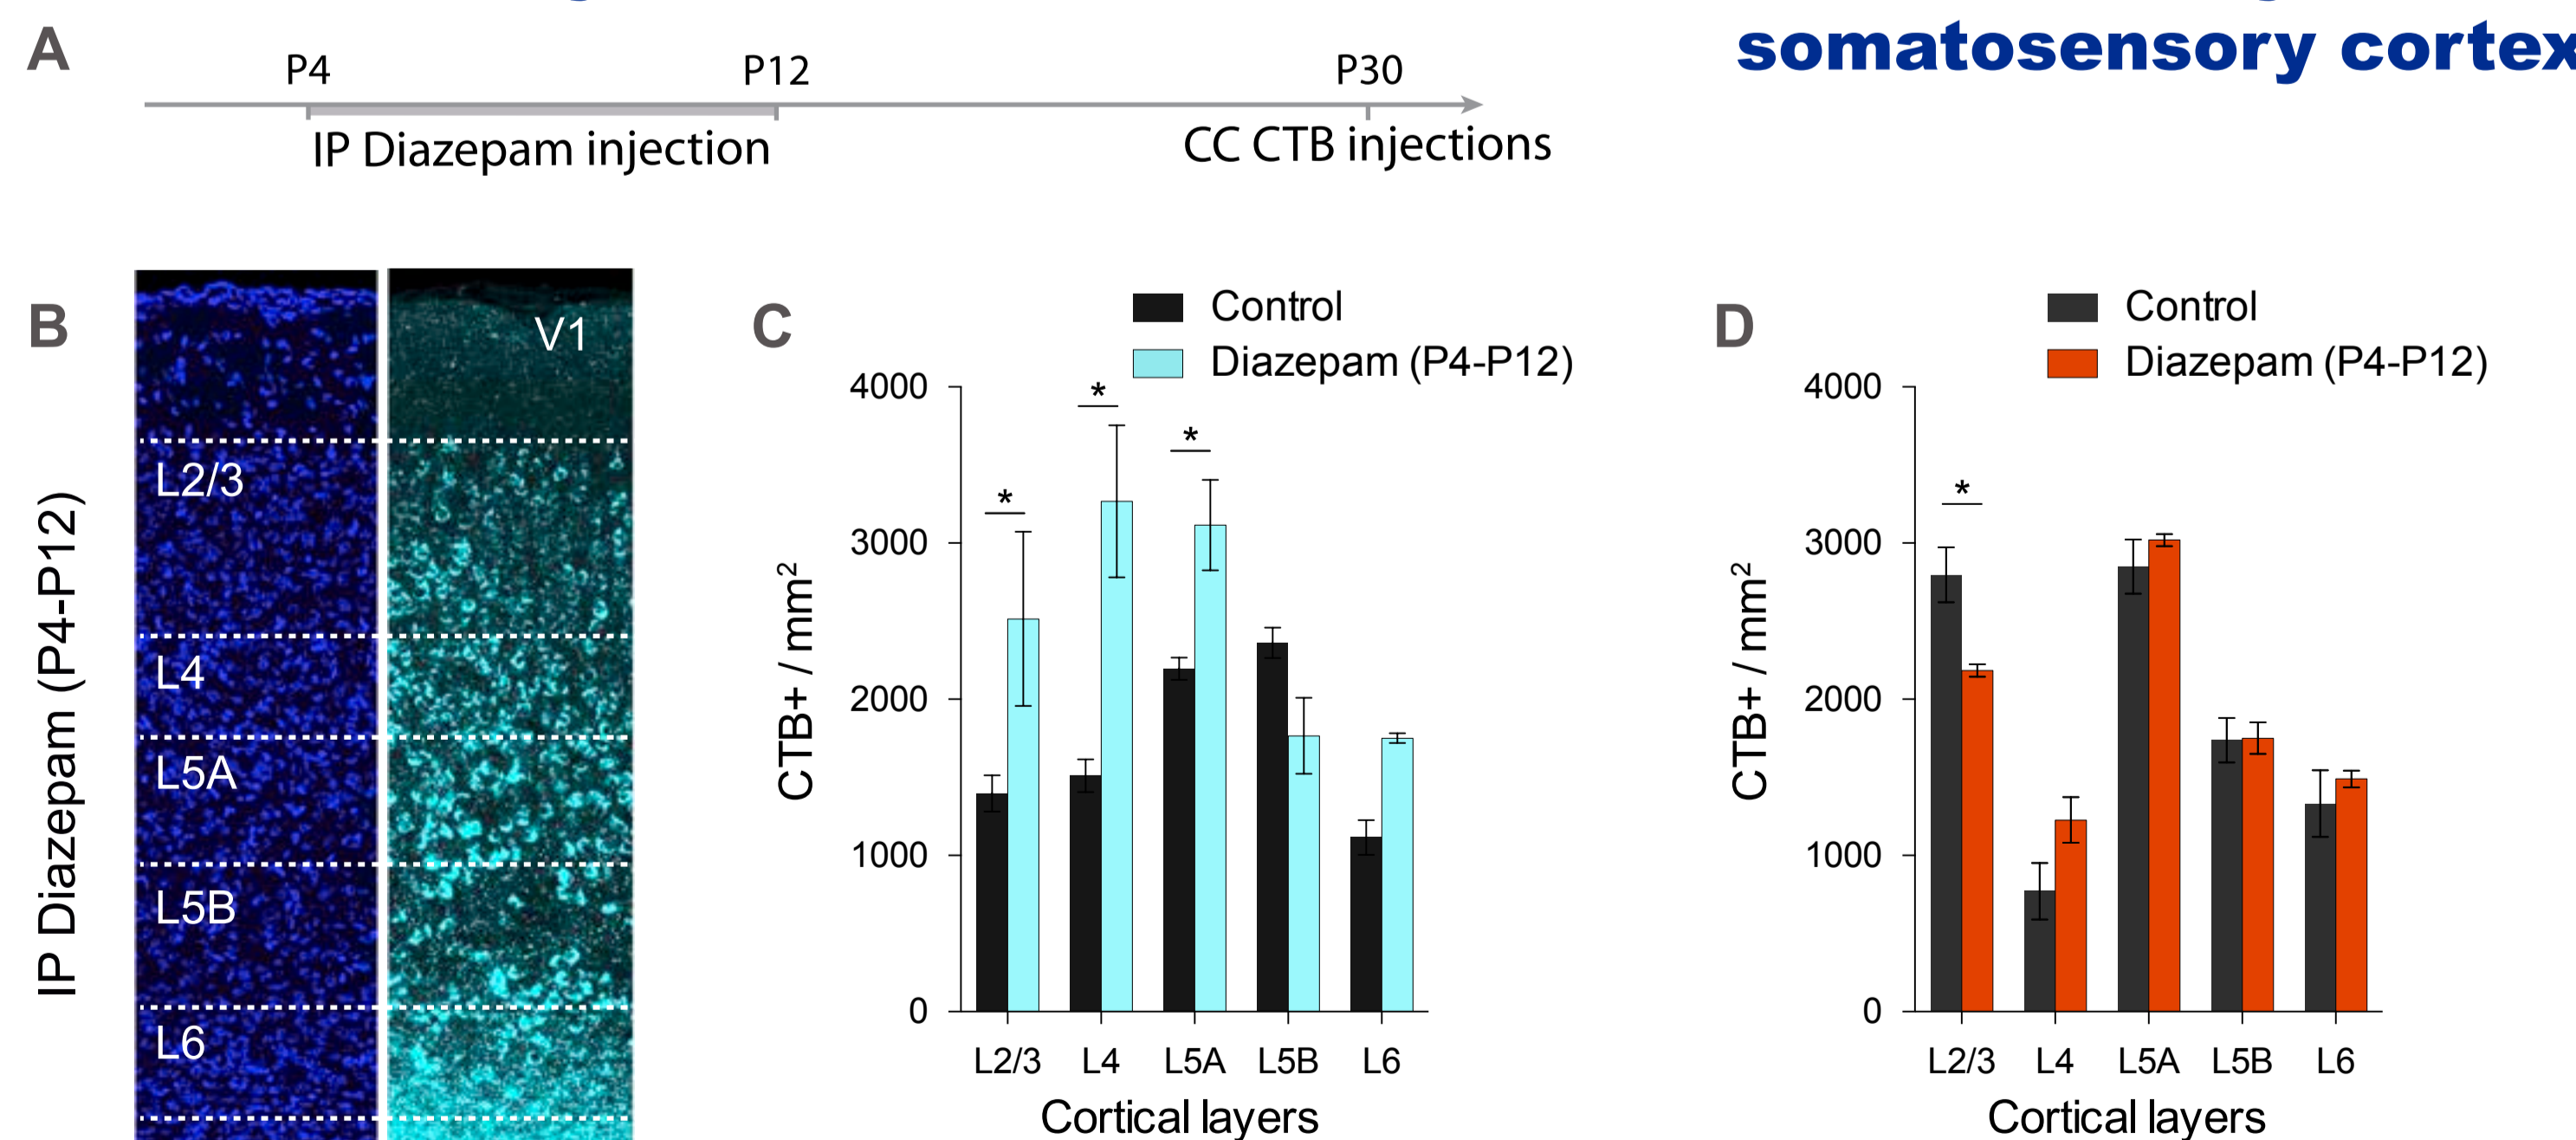 somatosensory cortex
A
P4 P12 P30
IP Diazepam injection CC CTB injections
B
IP Diazepam (P4-P12)
V1
L2/3
L4
L5A
L5B
L6
C
Control
Diazepam (P4-P12)
CTB+ / mm²
4000
3000
2000
1000
0
* * *
L2/3 L4 L5A L5B L6
Cortical layers
D
Control
Diazepam (P4-P12)
CTB+ / mm²
4000
3000
2000
1000
0
*
L2/3 L4 L5A L5B L6
Cortical layers